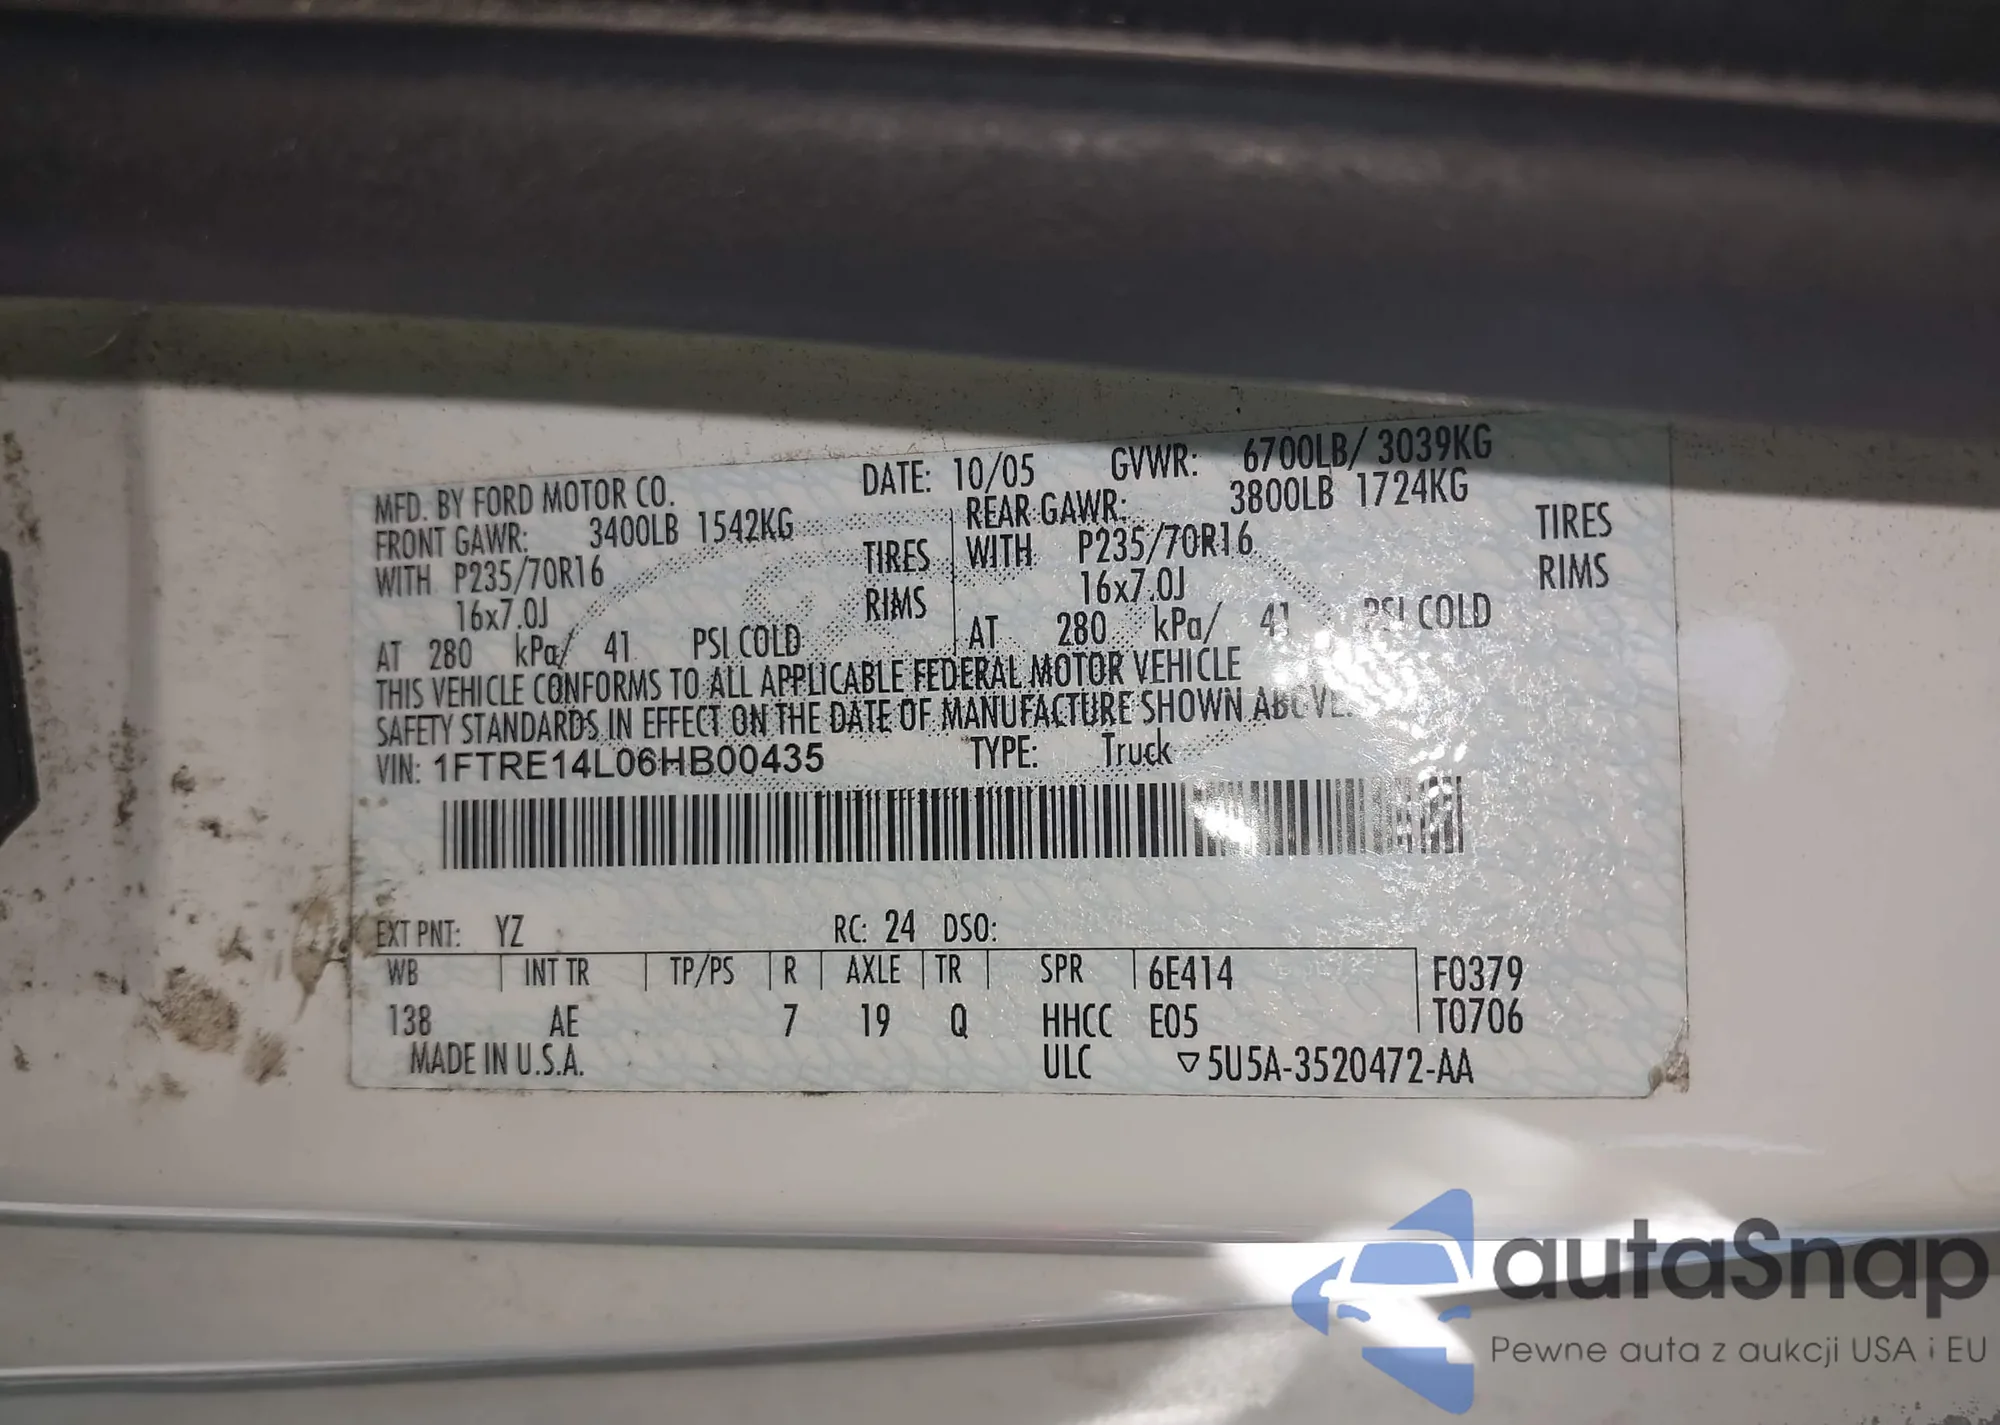 MFD. BY FORD MOTOR CO. DATE: 10/05 GVWR: 6700LB/ 3039KG
FRONT GAWR: 3400LB 1542KG REAR GAWR: 3800LB 1724KG
WITH P235/70R16 TIRES WITH P235/70R16 TIRES
16x7.0J RIMS 16x7.0J RIMS
AT 280 kPa/ 41 PSI COLD AT 280 kPa/ 41 PSI COLD
THIS VEHICLE CONFORMS TO ALL APPLICABLE FEDERAL MOTOR VEHICLE
SAFETY STANDARDS IN EFFECT ON THE DATE OF MANUFACTURE SHOWN ABOVE.
VIN: 1FTRE14L06HB00435 TYPE: Truck
EXT PNT: YZ RC: 24 DSO:
WB INT TR TP/PS R AXLE TR SPR 6E414 F0379
138 AE 7 19 Q HHCC E05 T0706
MADE IN U.S.A. ULC ▽5U5A-3520472-AA
autaSnap
Pewne auta z aukcji USA i EU